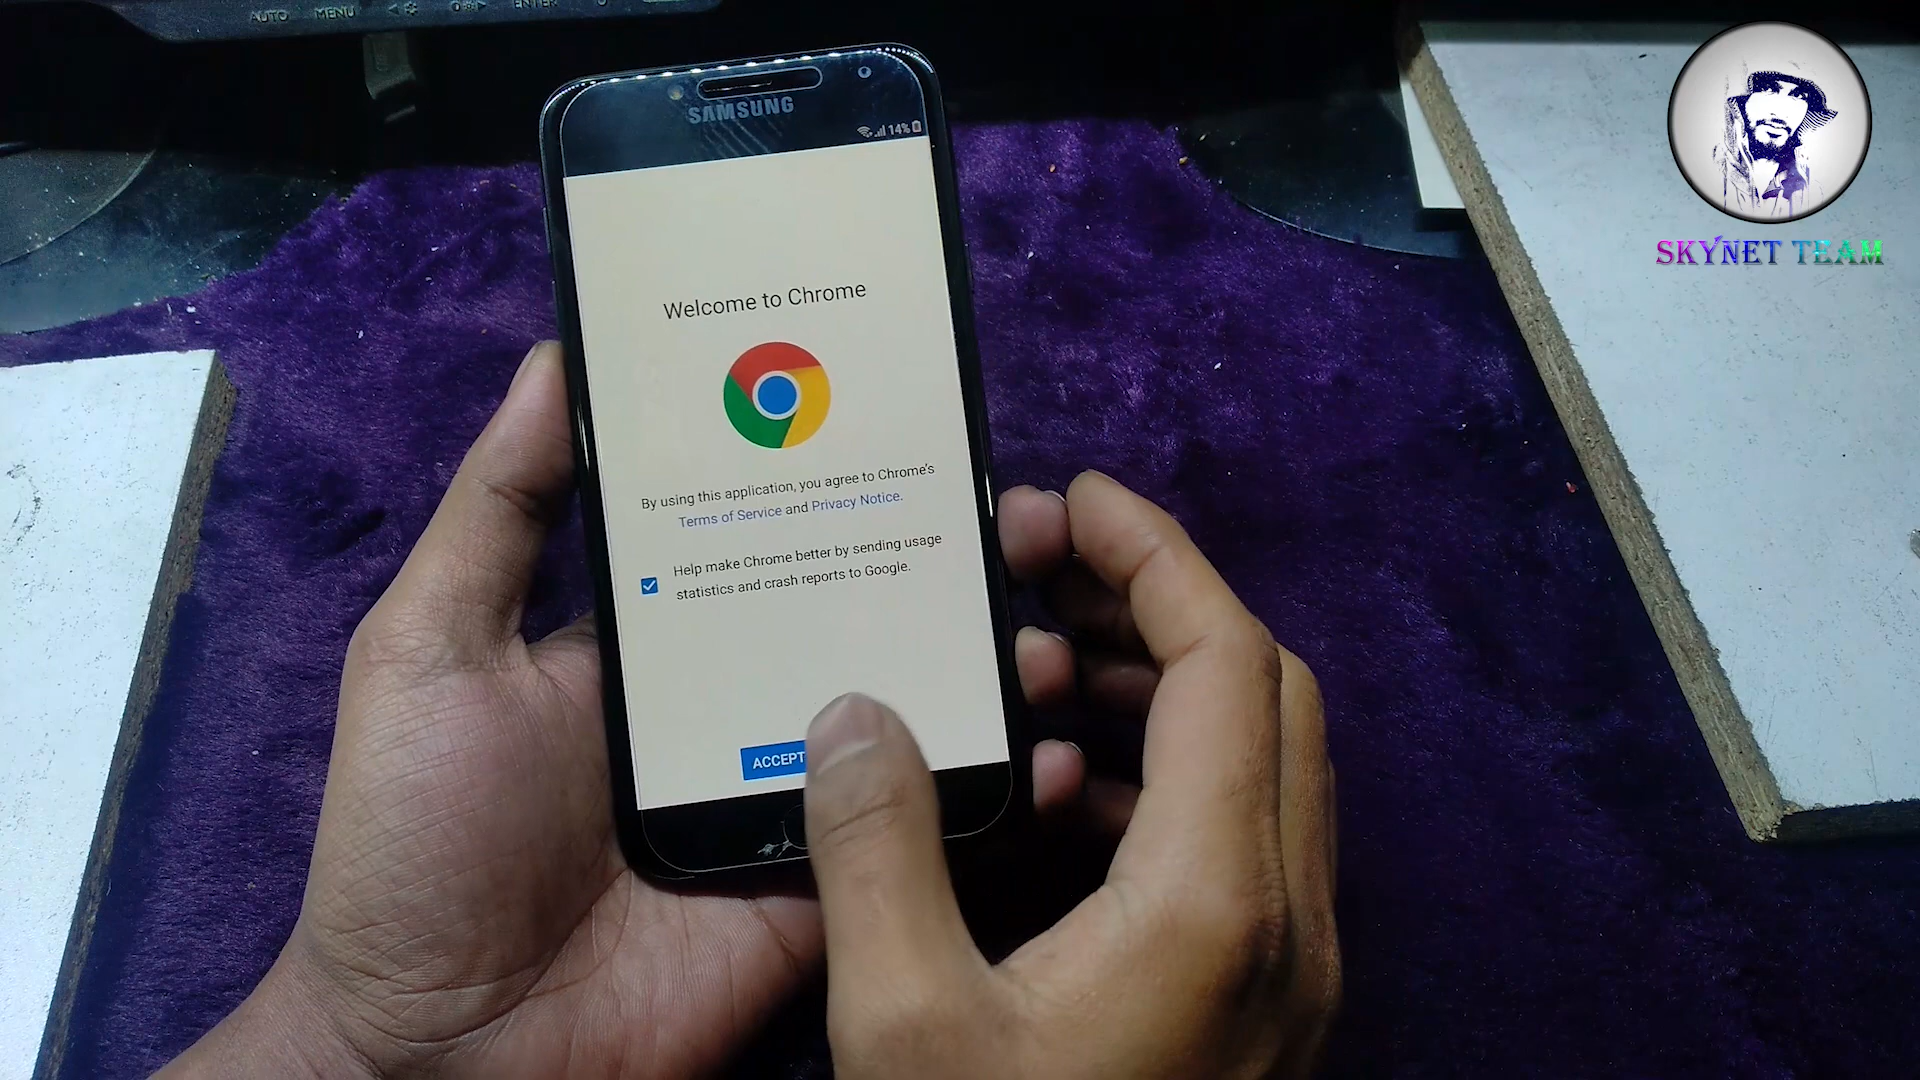 AUTO MENU ENTER
SAMSUNG
14%
Welcome to Chrome
By using this application, you agree to Chrome's
Terms of Service and Privacy Notice.
Help make Chrome better by sending usage
statistics and crash reports to Google.
ACCEPT
SKYNET TEAM